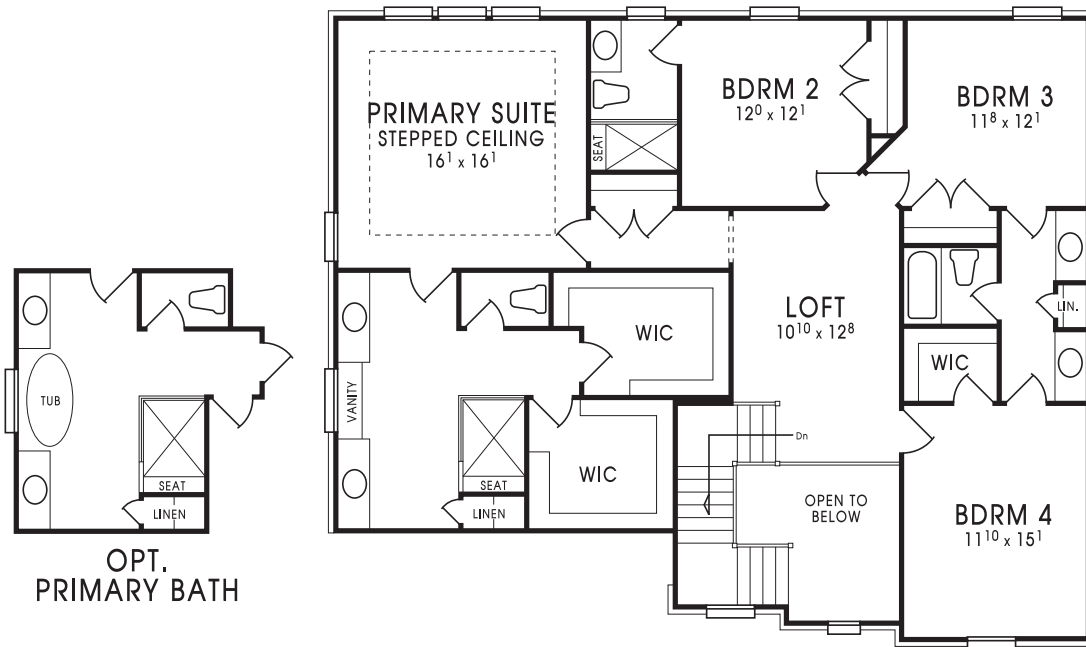 PRIMARY SUITE
STEPPED CEILING
16¹ x 16¹
SEAT
BDRM 2
12⁰ x 12¹
BDRM 3
11⁸ x 12¹
LOFT
10¹⁰ x 12⁸
LIN.
WIC
WIC
VANITY
WIC
SEAT
LINEN
Dn
OPEN TO
BELOW
BDRM 4
11¹⁰ x 15¹
TUB
SEAT
LINEN
OPT.
PRIMARY BATH